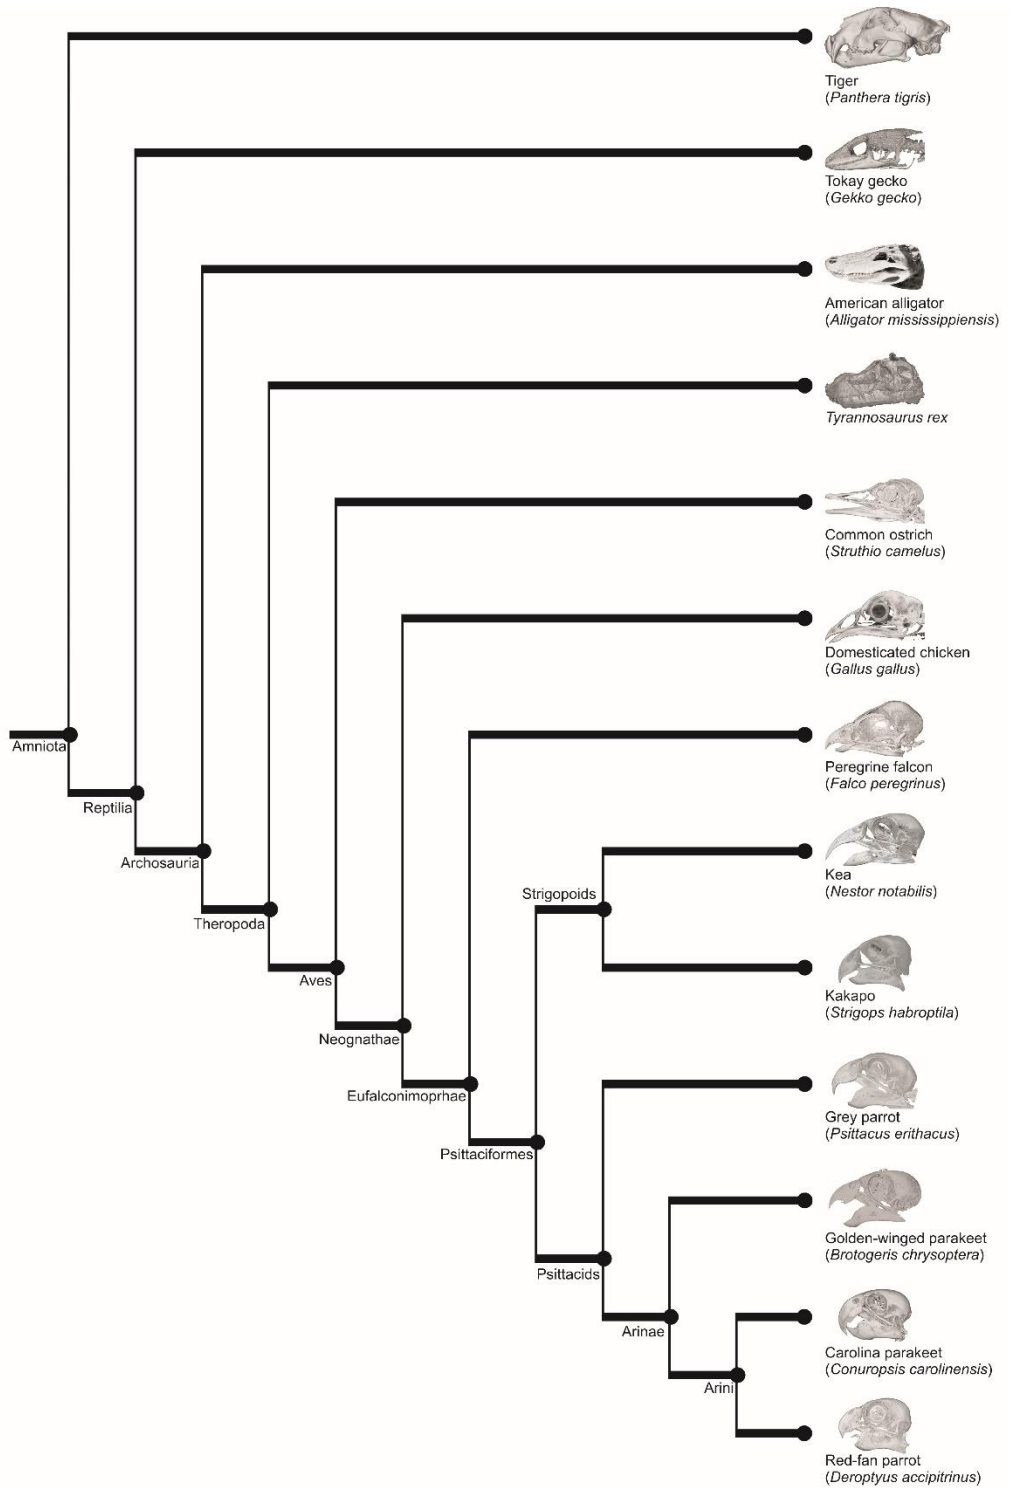 Tiger
(Panthera tigris)
Tokay gecko
(Gekko gecko)
American alligator
(Alligator mississippiensis)
Tyrannosaurus rex
Common ostrich
(Struthio camelus)
Domesticated chicken
(Gallus gallus)
Amniota
Peregrine falcon
(Falco peregrinus)
Reptilia
Archosauria
Kea
(Nestor notabilis)
Strigopoids
Theropoda
Aves
Kakapo
(Strigops habroptila)
Neognathae
Eufalconimoprhae
Grey parrot
(Psittacus erithacus)
Psittaciformes
Golden-winged parakeet
(Brotogeris chrysoptera)
Psittacids
Arinae
Carolina parakeet
(Conuropsis carolinensis)
Arini
Red-fan parrot
(Deroptyus accipitrinus)